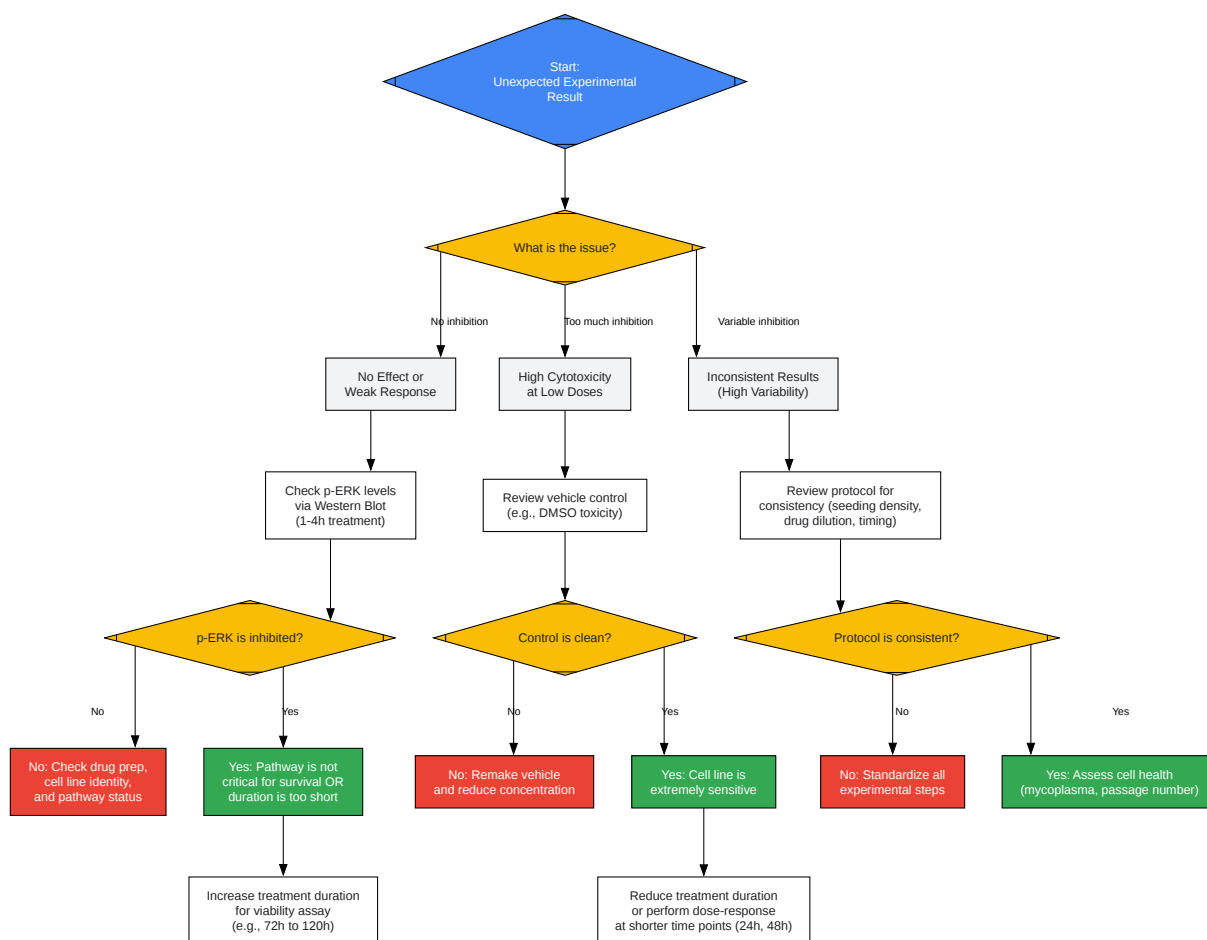 Start:
Unexpected Experimental
Result
What is the issue?
No inhibition
Too much inhibition
Variable inhibition
No Effect or
Weak Response
High Cytotoxicity
at Low Doses
Inconsistent Results
(High Variability)
Check p-ERK levels
via Western Blot
(1-4h treatment)
Review vehicle control
(e.g., DMSO toxicity)
Review protocol for
consistency (seeding density,
drug dilution, timing)
p-ERK is inhibited?
Control is clean?
Protocol is consistent?
No
Yes
No
Yes
No
Yes
No: Check drug prep,
cell line identity,
and pathway status
Yes: Pathway is not
critical for survival OR
duration is too short
No: Remake vehicle
and reduce concentration
Yes: Cell line is
extremely sensitive
No: Standardize all
experimental steps
Yes: Assess cell health
(mycoplasma, passage number)
Increase treatment duration
for viability assay
(e.g., 72h to 120h)
Reduce treatment duration
or perform dose-response
at shorter time points (24h, 48h)